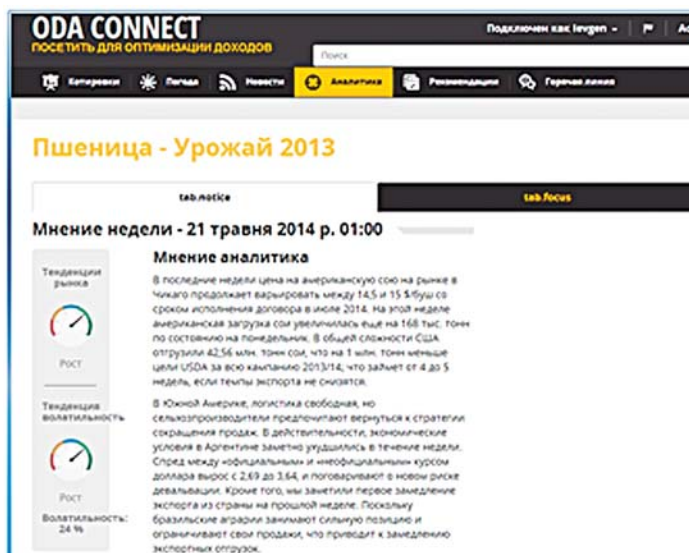 ODA CONNECT
ПОСЕТИТЬ ДЛЯ ОПТИМИЗАЦИИ ДОХОДОВ
Подключен как Ievgen
Ac
Поиск
Котировки Погода Новости Аналитика Рекомендации Горячая линия
Пшеница - Урожай 2013
tab.notice tab.focus
Мнение недели - 21 травня 2014 р. 01:00
Тенденции
рынка
Рост
Тенденция
волатильность
Рост
Волатильность:
24 %
Мнение аналитика
В последние недели цена на американскую сою на рынке в
Чикаго продолжает варьировать между 14,5 и 15 $/буш со
сроком исполнения договора в июле 2014. На этой неделе
американская загрузка сои увеличилась еще на 168 тыс. тонн
по состоянию на понедельник. В общей сложности США
отгрузили 42,56 млн. тонн сои, что на 1 млн. тонн меньше
цели USDA за всю кампанию 2013/14, что займет от 4 до 5
недель, если темпы экспорта не снизятся.
В Южной Америке, логистика свободная, но
сельхозпроизводители предпочитают вернуться к стратегии
сокращения продаж. В действительности, экономические
условия в Аргентине заметно ухудшились в течение недели.
Спред между «официальным» и «неофициальным» курсом
доллара вырос с 2,69 до 3,64, и поговаривают о новом риске
девальвации. Кроме того, мы заметили первое замедление
экспорта из страны на прошлой неделе. Поскольку
бразильские аграрии занимают сильную позицию и
ограничивают свои продажи, что приводит к замедлению
экспортных отгрузок.